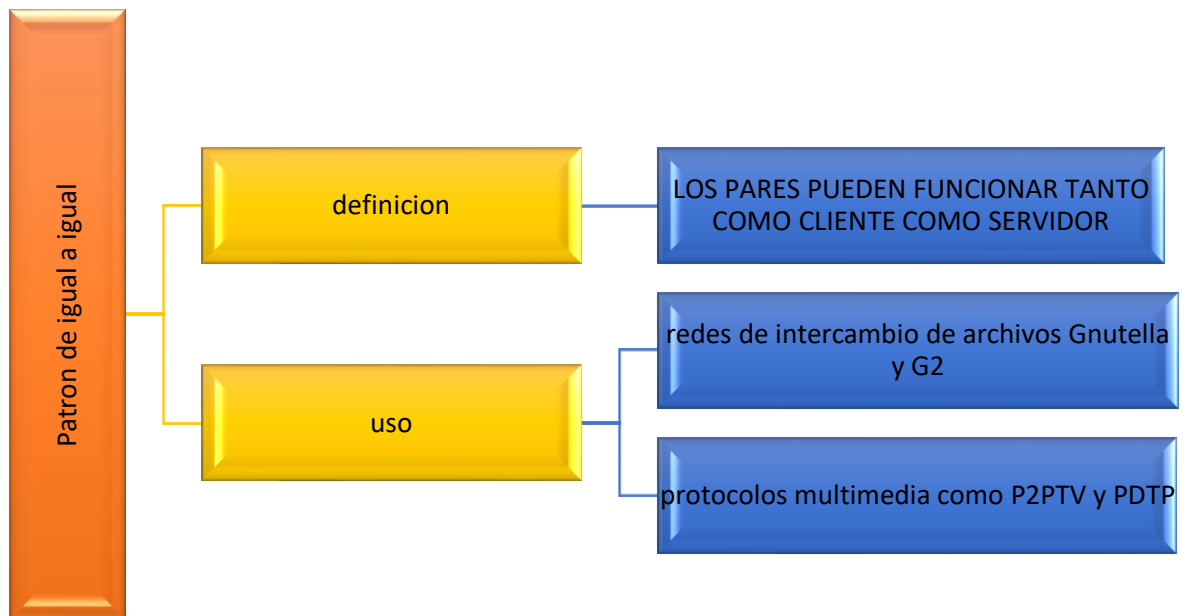 Patron de igual a igual
definicion
LOS PARES PUEDEN FUNCIONAR TANTO
COMO CLIENTE COMO SERVIDOR
uso
redes de intercambio de archivos Gnutella
y G2
protocolos multimedia como P2PTV y PDTP